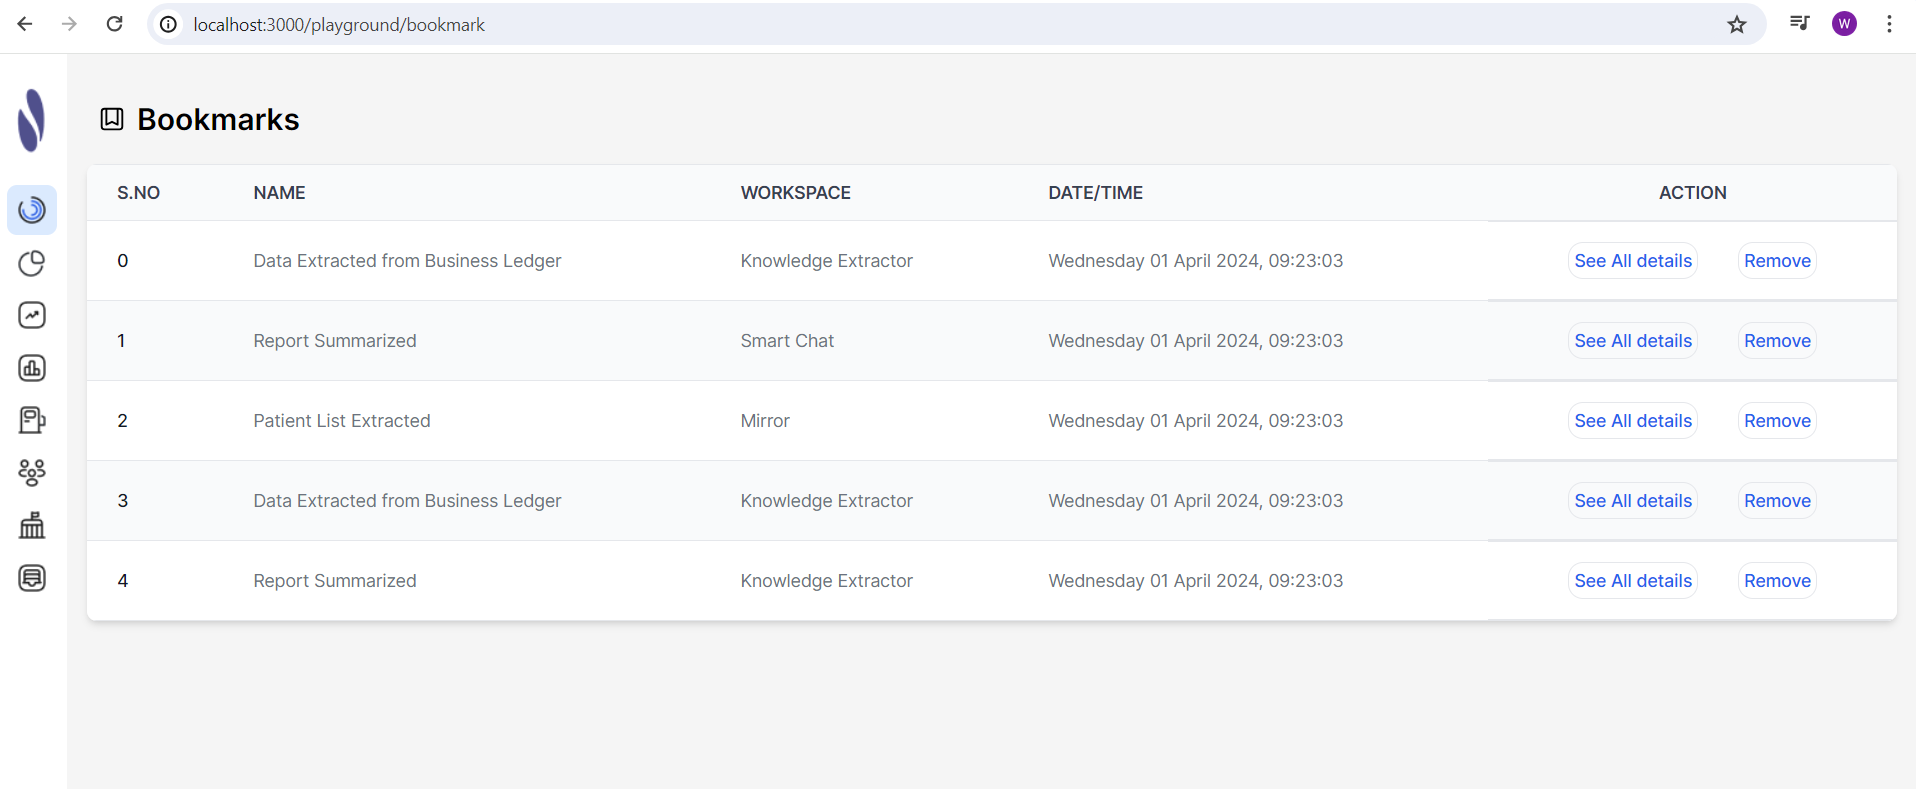 localhost:3000/playground/bookmark
W
Bookmarks
S.NO NAME WORKSPACE DATE/TIME ACTION
0 Data Extracted from Business Ledger Knowledge Extractor Wednesday 01 April 2024, 09:23:03 See All details Remove
1 Report Summarized Smart Chat Wednesday 01 April 2024, 09:23:03 See All details Remove
2 Patient List Extracted Mirror Wednesday 01 April 2024, 09:23:03 See All details Remove
3 Data Extracted from Business Ledger Knowledge Extractor Wednesday 01 April 2024, 09:23:03 See All details Remove
4 Report Summarized Knowledge Extractor Wednesday 01 April 2024, 09:23:03 See All details Remove